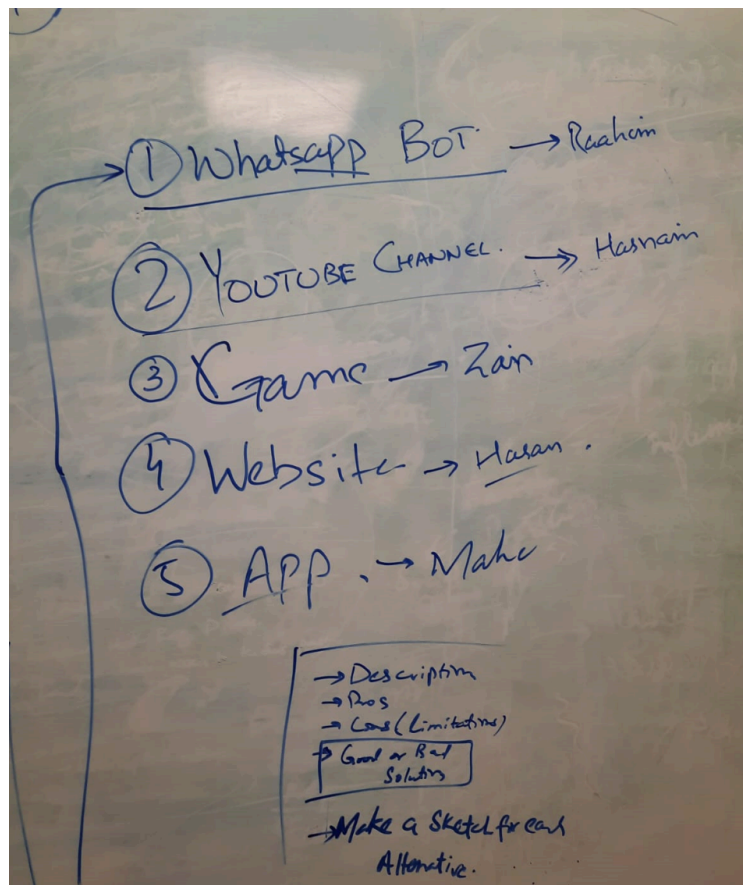 ① Whatsapp BOT. → Raahim
② YOUTUBE CHANNEL. → Hasnain
③ Game → Zain
④ Website → Hasan.
⑤ App. →
→ Description
→ Pros
→ Cons (Limitations)
→ Good or Bad
Solution
→ Make a Sketch for each
Alternative.